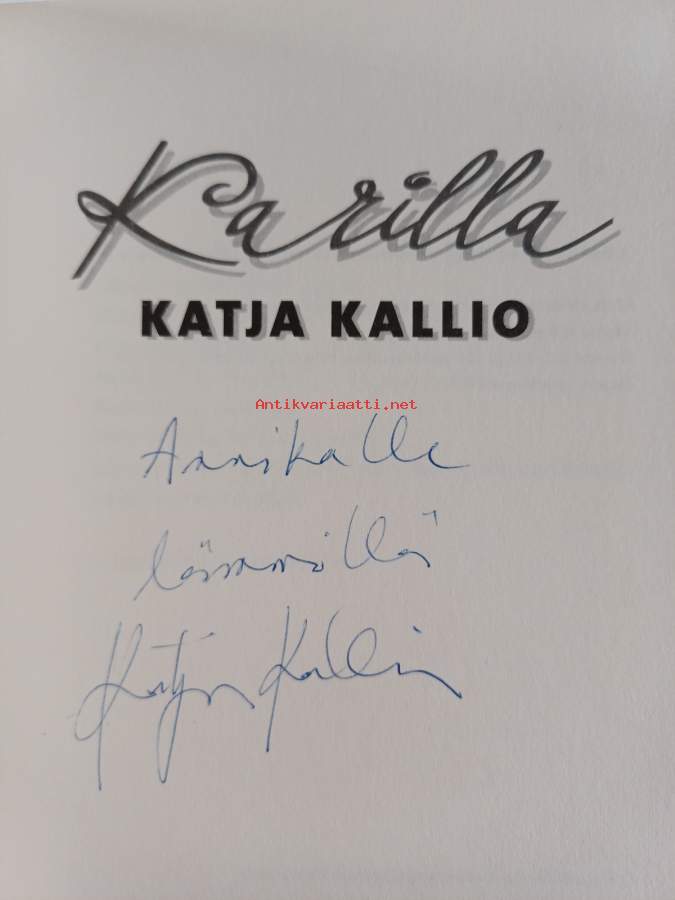 Karilla
KATJA KALLIO
Antikvariaatti.net
Annikalle
lämmöllä
Katja Kallio